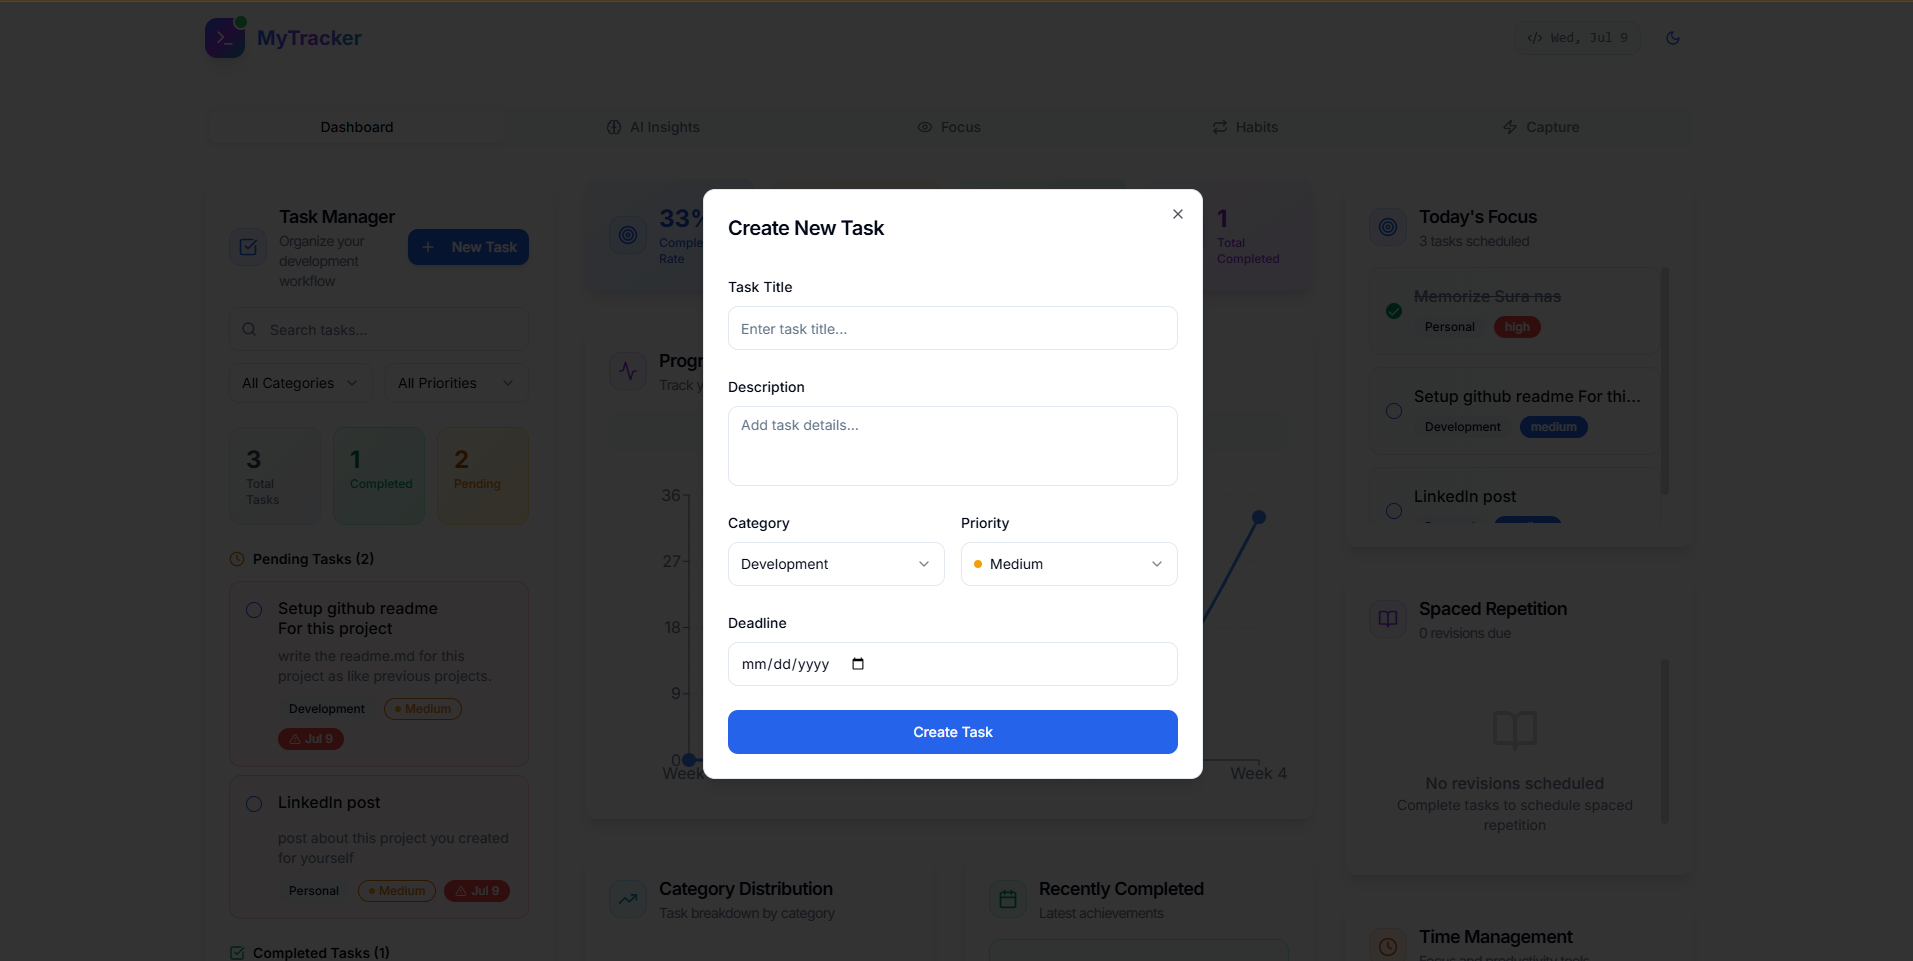 MyTracker
Wed, Jul 9
Dashboard
AI Insights
Focus
Habits
Capture
Task Manager
Organize your
development
workflow
New Task
Search tasks...
All Categories
All Priorities
3
Total
Tasks
1
Completed
2
Pending
Pending Tasks (2)
Setup github readme
For this project
write the readme.md for this
project as like previous projects.
Development
Medium
Jul 9
LinkedIn post
post about this project you created
for yourself
Personal
Medium
Jul 9
Completed Tasks (1)
33%
Rate
1
Total
Completed
36
27
18
9
0
Week 4
Create New Task
Task Title
Enter task title...
Description
Add task details...
Category
Priority
Development
Medium
Deadline
mm/dd/yyyy
Create Task
Category Distribution
Task breakdown by category
Recently Completed
Latest achievements
Today's Focus
3 tasks scheduled
Memorize Sura nas
Personal
high
Setup github readme For thi...
Development
medium
LinkedIn post
Spaced Repetition
0 revisions due
No revisions scheduled
Complete tasks to schedule spaced
repetition
Time Management